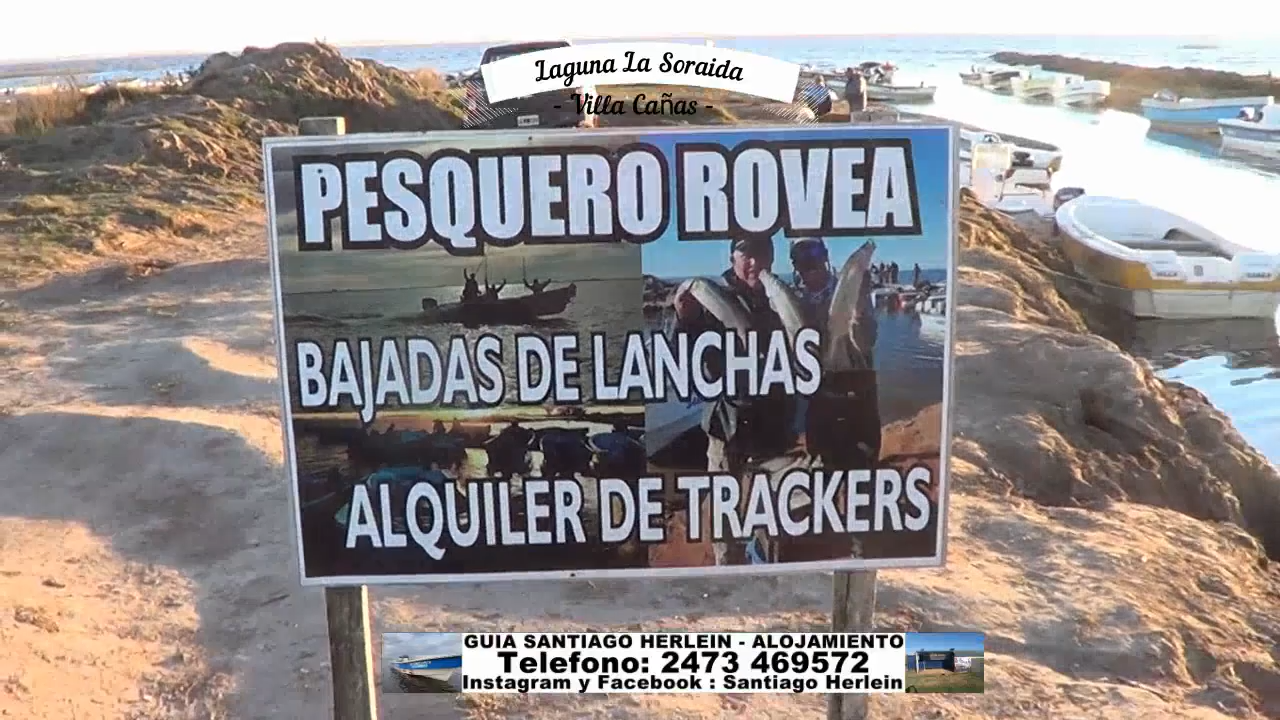 Laguna La Soraida
- Villa Cañas -
PESQUERO ROVEA
BAJADAS DE LANCHAS
ALQUILER DE TRACKERS
GUIA SANTIAGO HERLEIN - ALOJAMIENTO
Telefono: 2473 469572
Instagram y Facebook : Santiago Herlein